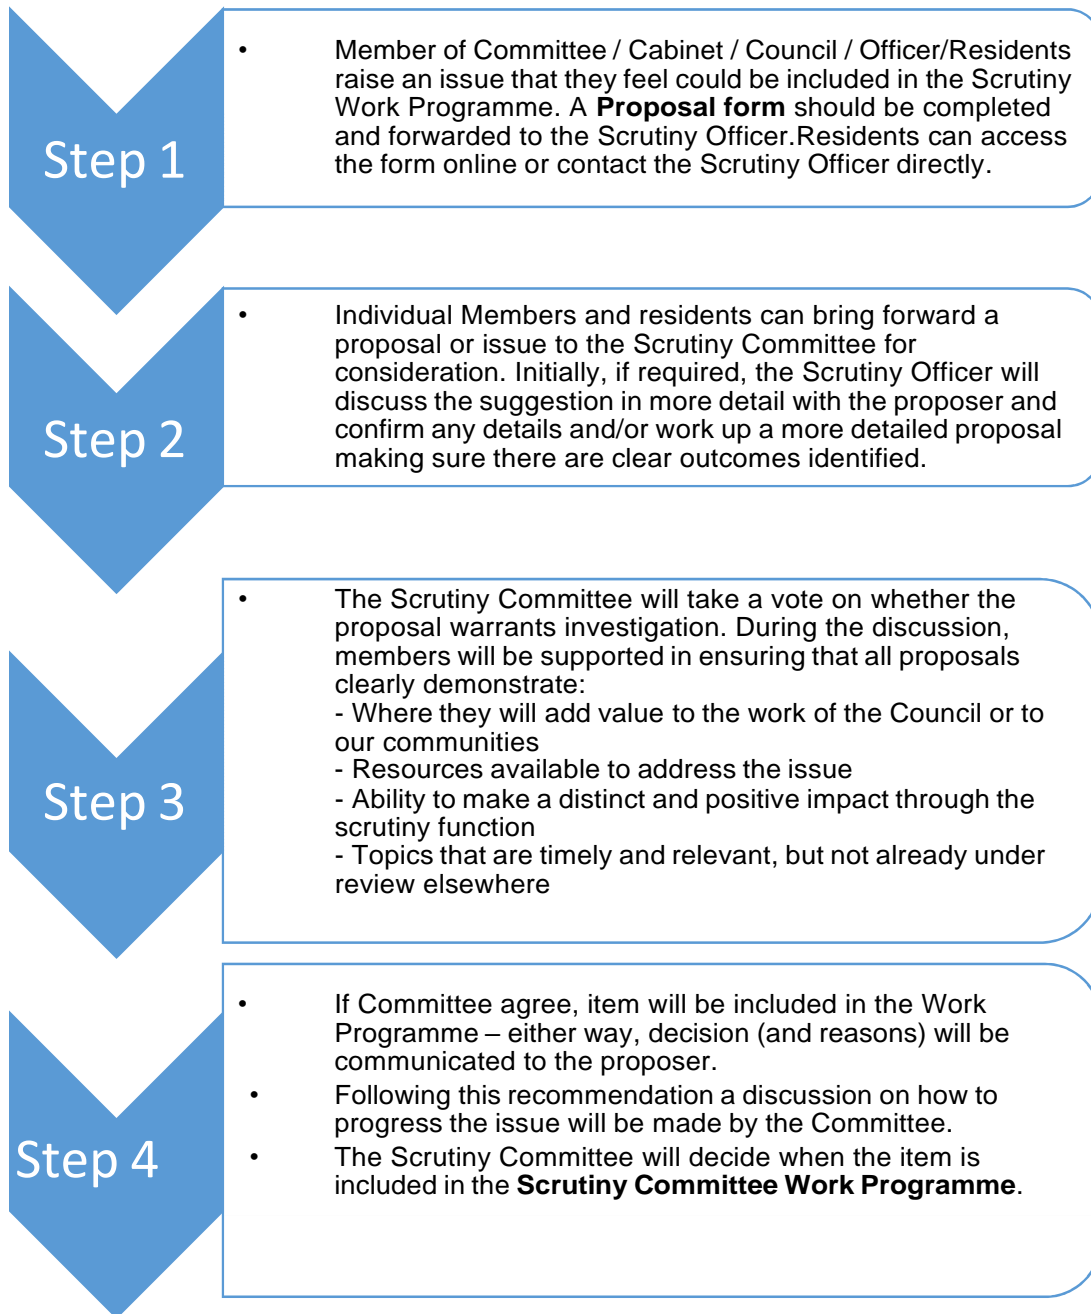 Step 1
• Member of Committee / Cabinet / Council / Officer/Residents
raise an issue that they feel could be included in the Scrutiny
Work Programme. A Proposal form should be completed
and forwarded to the Scrutiny Officer.Residents can access
the form online or contact the Scrutiny Officer directly.
Step 2
• Individual Members and residents can bring forward a
proposal or issue to the Scrutiny Committee for
consideration. Initially, if required, the Scrutiny Officer will
discuss the suggestion in more detail with the proposer and
confirm any details and/or work up a more detailed proposal
making sure there are clear outcomes identified.
Step 3
• The Scrutiny Committee will take a vote on whether the
proposal warrants investigation. During the discussion,
members will be supported in ensuring that all proposals
clearly demonstrate:
- Where they will add value to the work of the Council or to
our communities
- Resources available to address the issue
- Ability to make a distinct and positive impact through the
scrutiny function
- Topics that are timely and relevant, but not already under
review elsewhere
Step 4
• If Committee agree, item will be included in the Work
Programme – either way, decision (and reasons) will be
communicated to the proposer.
• Following this recommendation a discussion on how to
progress the issue will be made by the Committee.
• The Scrutiny Committee will decide when the item is
included in the Scrutiny Committee Work Programme.